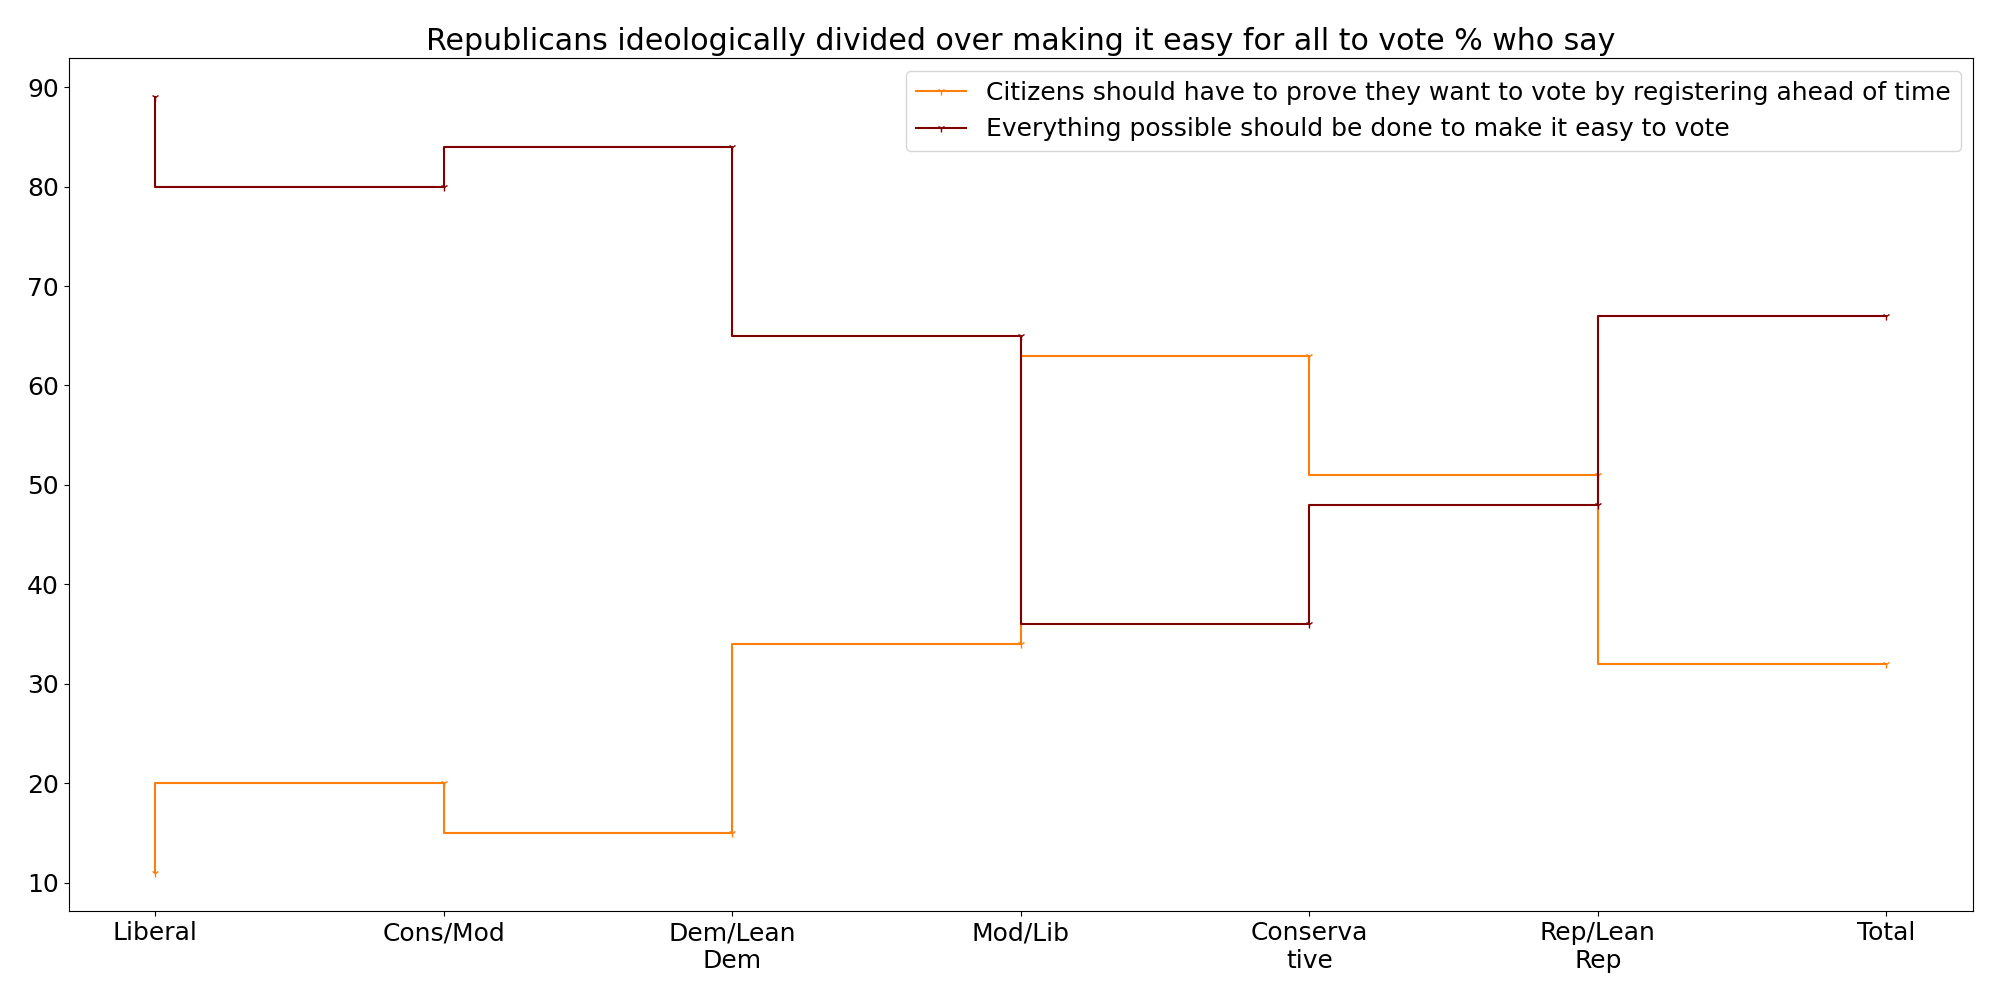 Republicans ideologically divided over making it easy for all to vote % who say
Citizens should have to prove they want to vote by registering ahead of time
Everything possible should be done to make it easy to vote
90
80
70
60
50
40
30
20
10
Liberal
Cons/Mod
Dem/Lean
Dem
Mod/Lib
Conserva
tive
Rep/Lean
Rep
Total